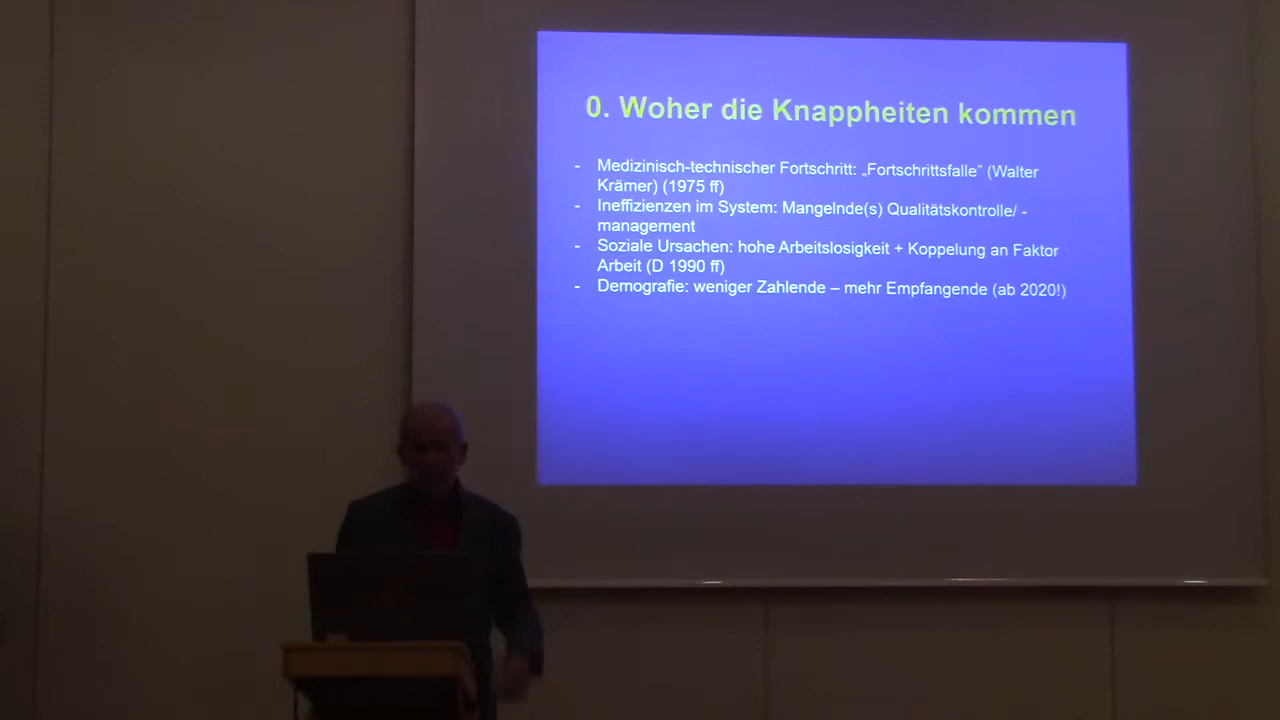 0. Woher die Knappheiten kommen
- Medizinisch-technischer Fortschritt: „Fortschrittsfalle” (Walter
Krämer) (1975 ff)
- Ineffizienzen im System: Mangelnde(s) Qualitätskontrolle/ -
management
- Soziale Ursachen: hohe Arbeitslosigkeit + Koppelung an Faktor
Arbeit (D 1990 ff)
- Demografie: weniger Zahlende – mehr Empfangende (ab 2020!)